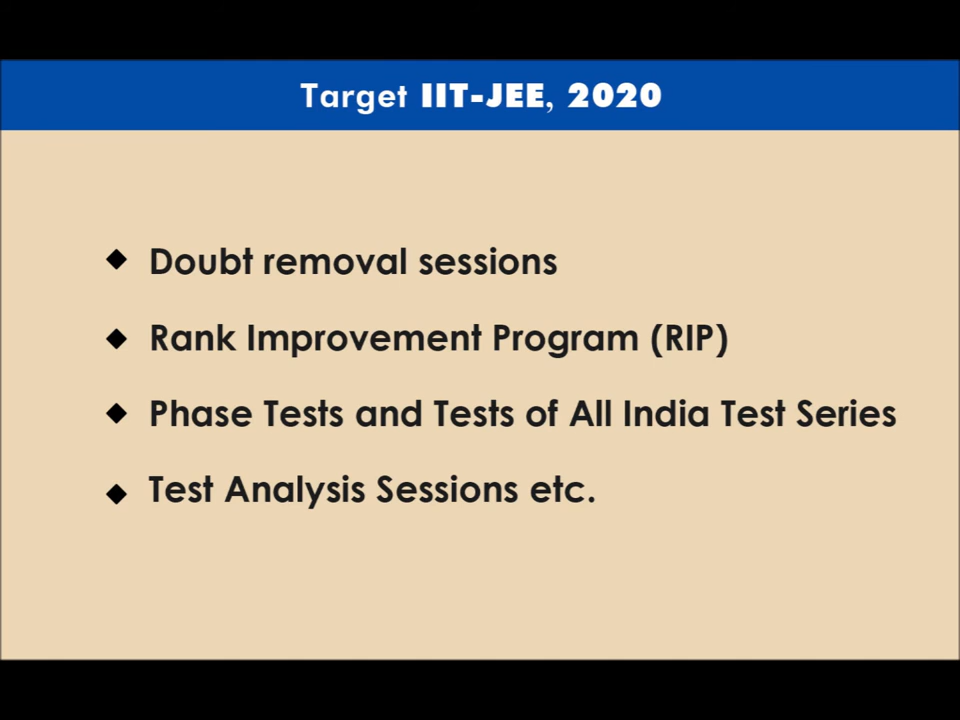 Target IIT-JEE, 2020
◆ Doubt removal sessions
◆ Rank Improvement Program (RIP)
◆ Phase Tests and Tests of All India Test Series
◆ Test Analysis Sessions etc.